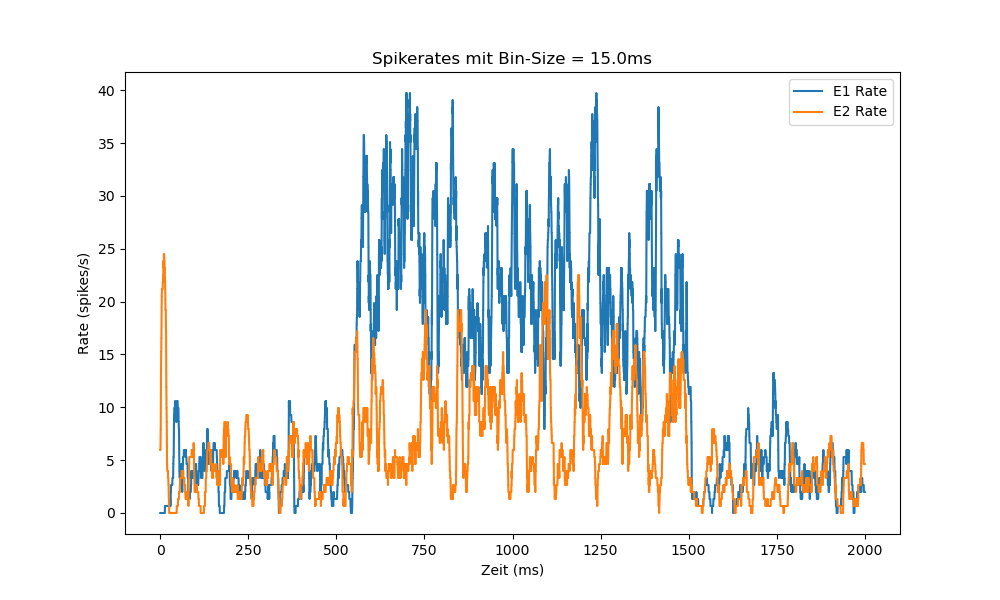 Spikerates mit Bin-Size = 15.0ms
E1 Rate
E2 Rate
40
35
30
25
20
15
10
5
0
Rate (spikes/s)
0 250 500 750 1000 1250 1500 1750 2000
Zeit (ms)